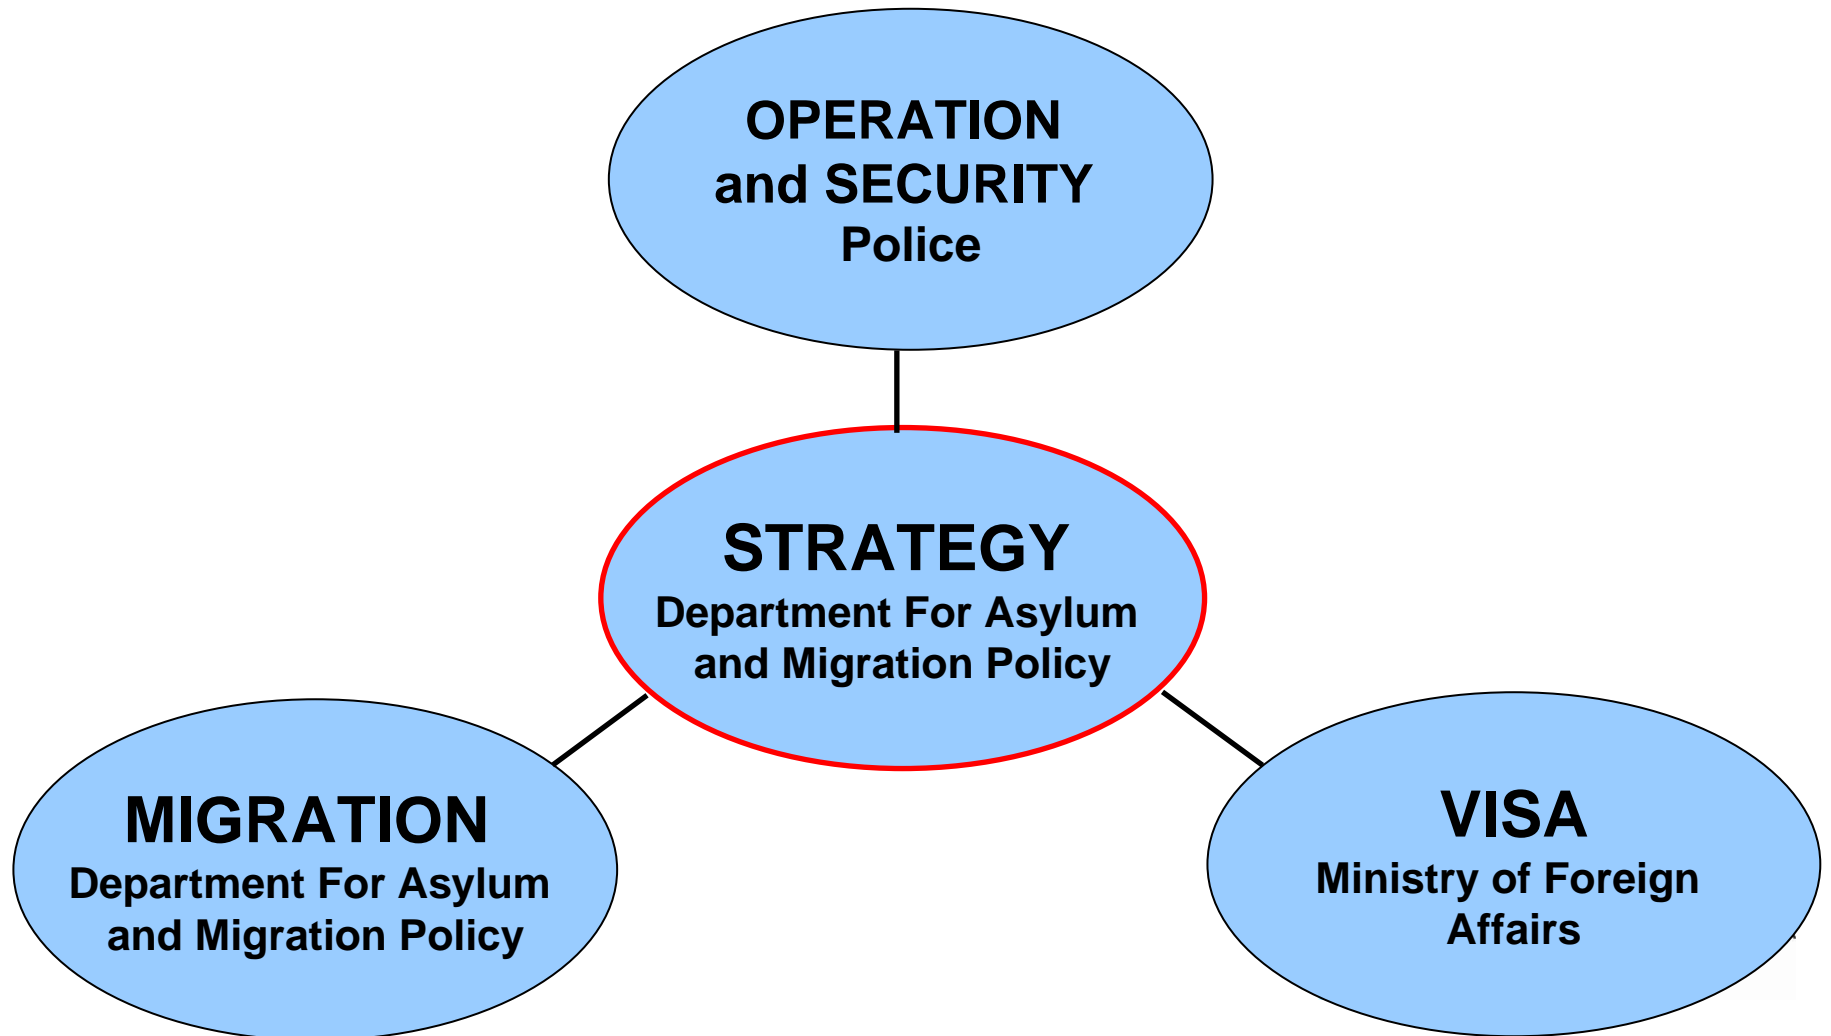 OPERATION
and SECURITY
Police
STRATEGY
Department For Asylum
and Migration Policy
MIGRATION
Department For Asylum
and Migration Policy
VISA
Ministry of Foreign
Affairs